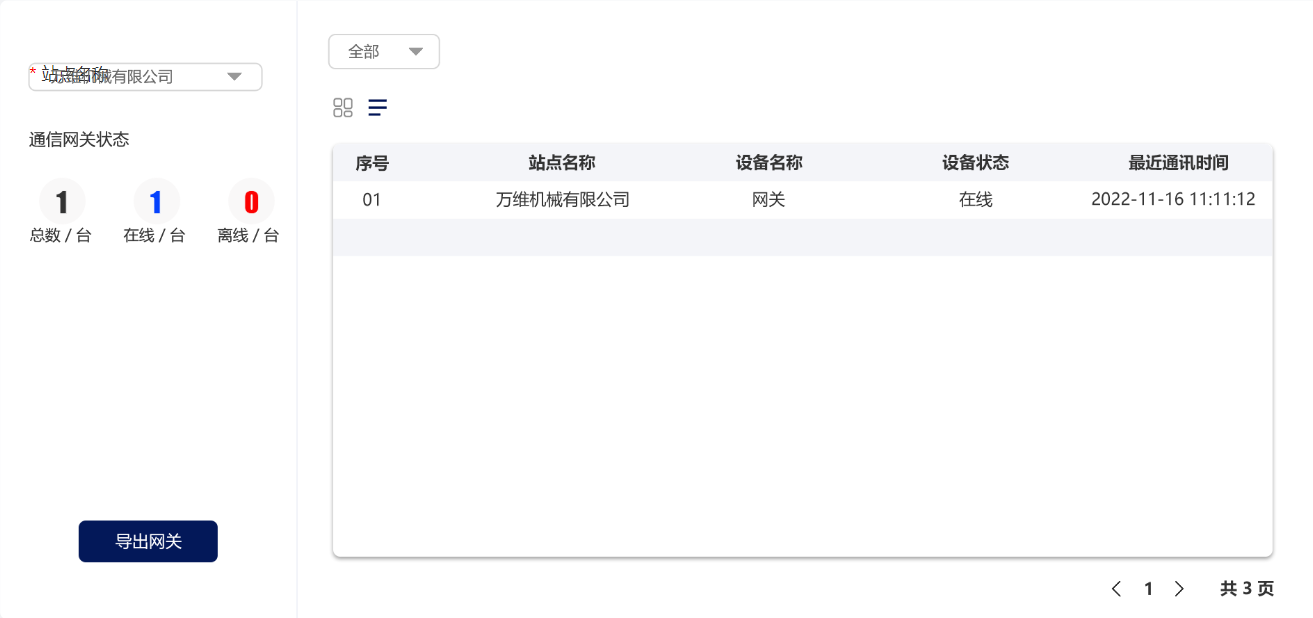 * 站点名称
万维机械有限公司
通信网关状态
1 1 0
总数 / 台 在线 / 台 离线 / 台
导出网关
全部
序号 站点名称 设备名称 设备状态 最近通讯时间
01 万维机械有限公司 网关 在线 2022-11-16 11:11:12
1 共 3 页